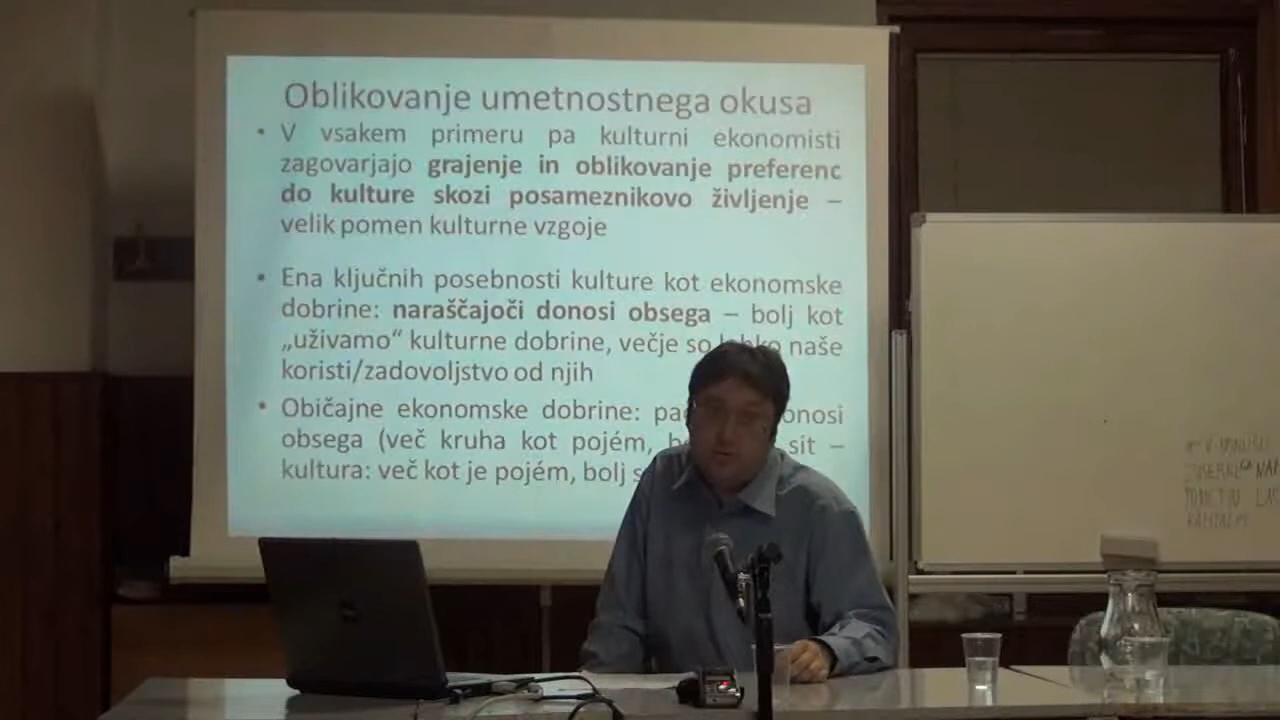 Oblikovanje umetnostnega okusa
• V vsakem primeru pa kulturni ekonomisti
zagovarjajo grajenje in oblikovanje preferenc
do kulture skozi posameznikovo življenje –
velik pomen kulturne vzgoje
• Ena ključnih posebnosti kulture kot ekonomske
dobrine: naraščajoči donosi obsega – bolj kot
„uživamo“ kulturne dobrine, večje so naše
koristi/zadovoljstvo od njih
• Običajne ekonomske dobrine:
obsega (več kruha kot pojém, sit –
kultura: več kot je pojém, bolj